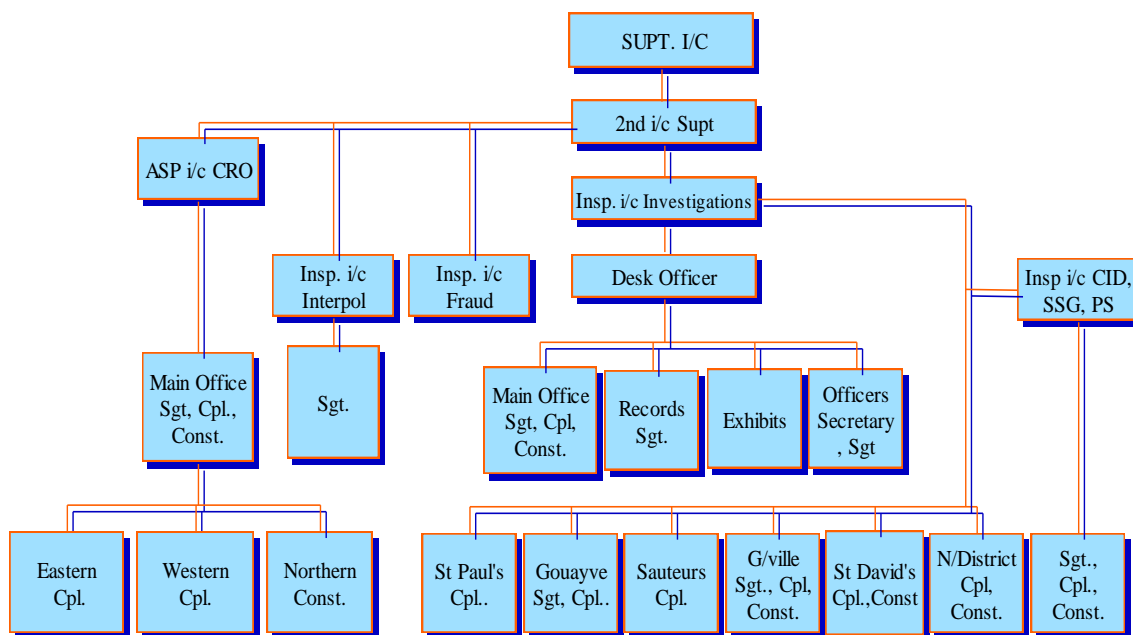 SUPT. I/C
2nd i/c Supt
ASP i/c CRO
Insp. i/c Investigations
Insp. i/c
Interpol
Insp. i/c
Fraud
Desk Officer
Insp i/c CID,
SSG, PS
Main Office
Sgt, Cpl.,
Const.
Sgt.
Main Office
Sgt, Cpl,
Const.
Records
Sgt.
Exhibits
Officers
Secretary
, Sgt
Eastern
Cpl.
Western
Cpl.
Northern
Const.
St Paul's
Cpl..
Gouayve
Sgt, Cpl..
Sauteurs
Cpl.
G/ville
Sgt., Cpl,
Const.
St David's
Cpl.,Const
N/District
Cpl,
Const.
Sgt.,
Cpl.,
Const.